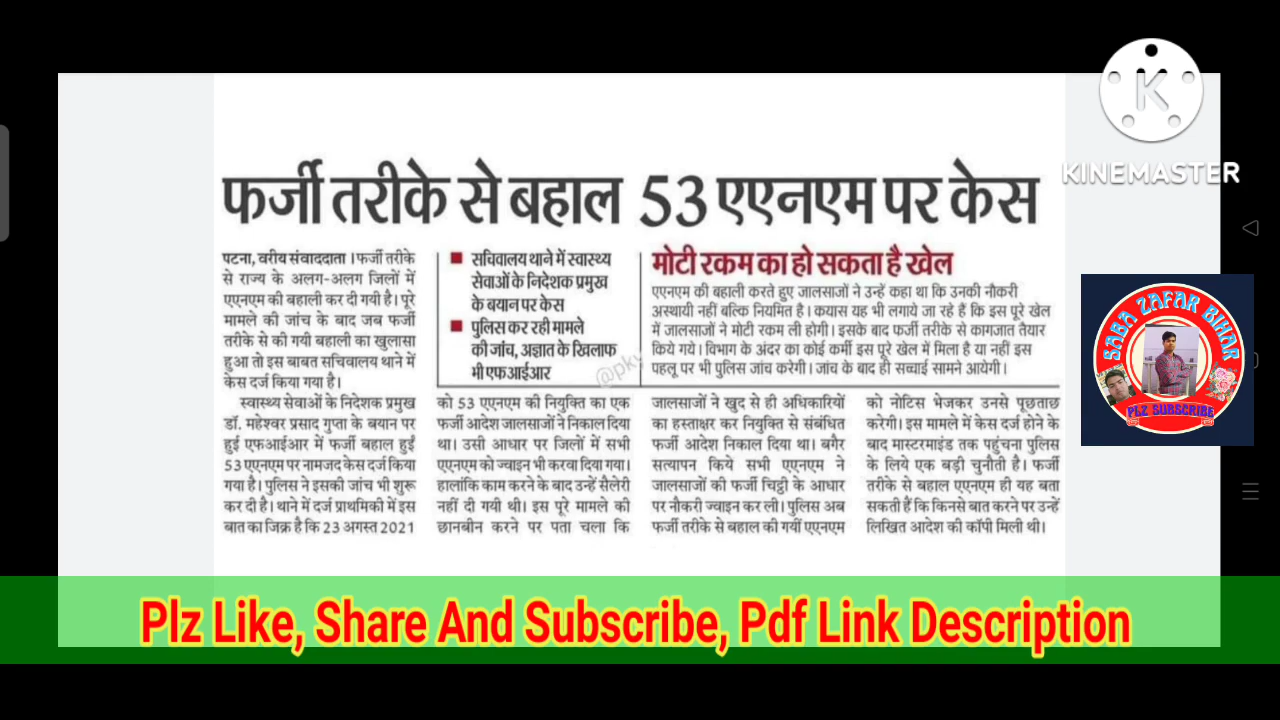 फर्जी तरीके से बहाल 53 एएनएम पर केस
पटना, वरीय संवाददाता। फर्जी तरीके
से राज्य के अलग-अलग जिलों में
एएनएम की बहाली कर दी गयी है। पूरे
मामले की जांच के बाद जब फर्जी
तरीके से की गयी बहाली का खुलासा
हुआ तो इस बाबत सचिवालय थाने में
केस दर्ज किया गया है।
स्वास्थ्य सेवाओं के निदेशक प्रमुख
डॉ. महेश्वर प्रसाद गुप्ता के बयान पर
हुई एफआईआर में फर्जी बहाल हुईं
53 एएनएम पर नामजद केस दर्ज किया
गया है। पुलिस ने इसकी जांच भी शुरू
कर दी है। थाने में दर्ज प्राथमिकी में इस
बात का जिक्र है कि 23 अगस्त 2021
सचिवालय थाने में स्वास्थ्य
सेवाओं के निदेशक प्रमुख
के बयान पर केस
पुलिस कर रही मामले
की जांच, अज्ञात के खिलाफ
भी एफआईआर
@pky
मोटी रकम का हो सकता है खेल
एएनएम की बहाली करते हुए जालसाजों ने उन्हें कहा था कि उनकी नौकरी
अस्थायी नहीं बल्कि नियमित है। कयास यह भी लगाये जा रहे हैं कि इस पूरे खेल
में जालसाजों ने मोटी रकम ली होगी। इसके बाद फर्जी तरीके से कागजात तैयार
किये गये। विभाग के अंदर का कोई कर्मी इस पूरे खेल में मिला है या नहीं इस
पहलू पर भी पुलिस जांच करेगी। जांच के बाद ही सच्चाई सामने आयेगी।
को 53 एएनएम की नियुक्ति का एक
फर्जी आदेश जालसाजों ने निकाल दिया
था। उसी आधार पर जिलों में सभी
एएनएम को ज्वाइन भी करवा दिया गया।
हालांकि काम करने के बाद उन्हें सैलेरी
नहीं दी गयी थी। इस पूरे मामले की
छानबीन करने पर पता चला कि
जालसाजों ने खुद से ही अधिकारियों
का हस्ताक्षर कर नियुक्ति से संबंधित
फर्जी आदेश निकाल दिया था। बगैर
सत्यापन किये सभी एएनएम ने
जालसाजों की फर्जी चिट्ठी के आधार
पर नौकरी ज्वाइन कर ली। पुलिस अब
फर्जी तरीके से बहाल की गयीं एएनएम
को नोटिस भेजकर उनसे पूछताछ
करेगी। इस मामले में केस दर्ज होने के
बाद मास्टरमाइंड तक पहुंचना पुलिस
के लिये एक बड़ी चुनौती है। फर्जी
तरीके से बहाल एएनएम ही यह बता
सकती हैं कि किनसे बात करने पर उन्हें
लिखित आदेश की कॉपी मिली थी।
K
KINEMASTER
SABA ZAFAR BIHAR
PLZ SUBSCRIBE
Plz Like, Share And Subscribe, Pdf Link Description